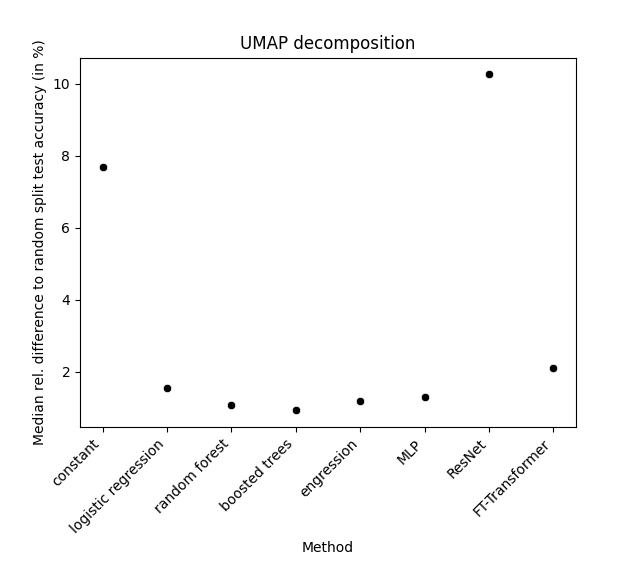 UMAP decomposition
Median rel. difference to random split test accuracy (in %)
10
8
6
4
2
constant
logistic regression
random forest
boosted trees
engression
MLP
ResNet
FT-Transformer
Method